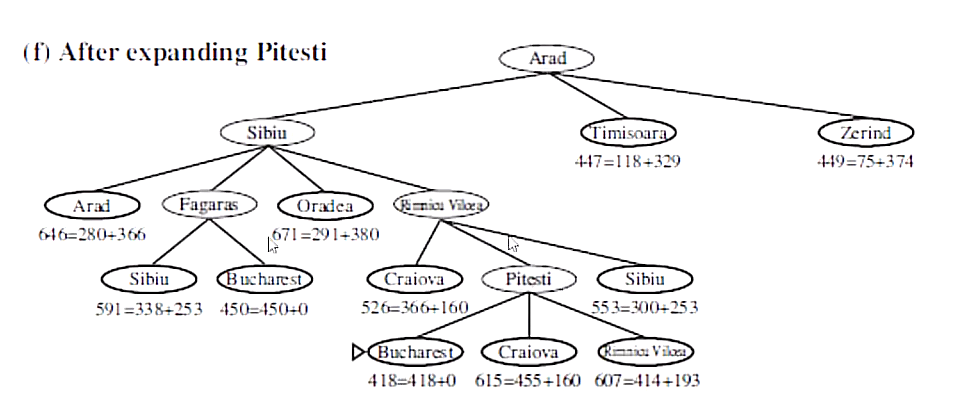 (f) After expanding Pitesti
Arad
Sibiu
Timisoara
Zerind
447=118+329
449=75+374
Arad
Fagaras
Oradea
Rimnicu Vilcea
646=280+366
671=291+380
Sibiu
Bucharest
Craiova
Pitesti
Sibiu
591=338+253
450=450+0
526=366+160
553=300+253
Bucharest
Craiova
Rimnicu Vilcea
418=418+0
615=455+160
607=414+193